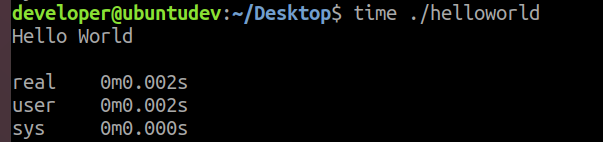 developer@ubuntudev:~/Desktop$ time ./helloworld
Hello World
real 0m0.002s
user 0m0.002s
sys 0m0.000s